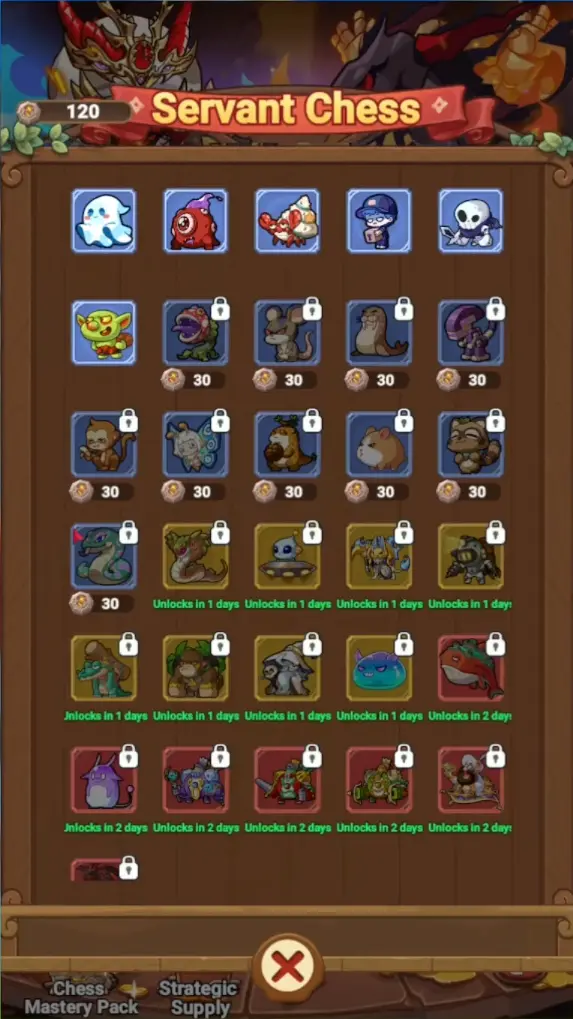 120
Servant Chess
30 30 30 30
30 30 30 30 30
30 Unlocks in 1 days Unlocks in 1 days Unlocks in 1 days Unlocks in 1 days
Unlocks in 1 days Unlocks in 1 days Unlocks in 1 days Unlocks in 1 days Unlocks in 2 days
Unlocks in 2 days Unlocks in 2 days Unlocks in 2 days Unlocks in 2 days Unlocks in 2 days
Chess
Mastery Pack
Strategic
Supply